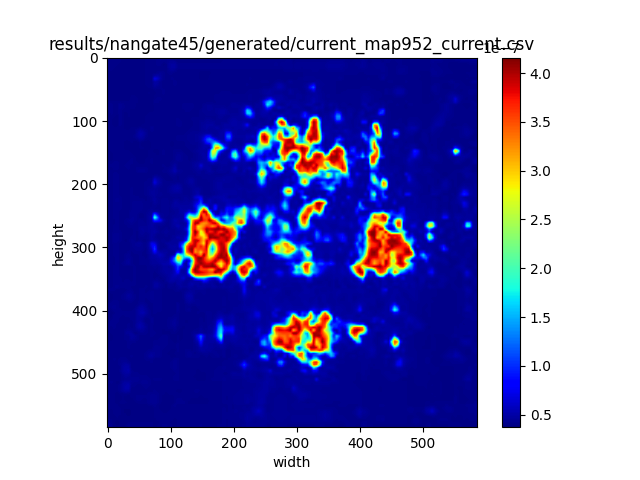 results/nangate45/generated/current_map952_current.csv
1e−7
0
100
200
300
400
500
height
0 100 200 300 400 500
width
4.0
3.5
3.0
2.5
2.0
1.5
1.0
0.5